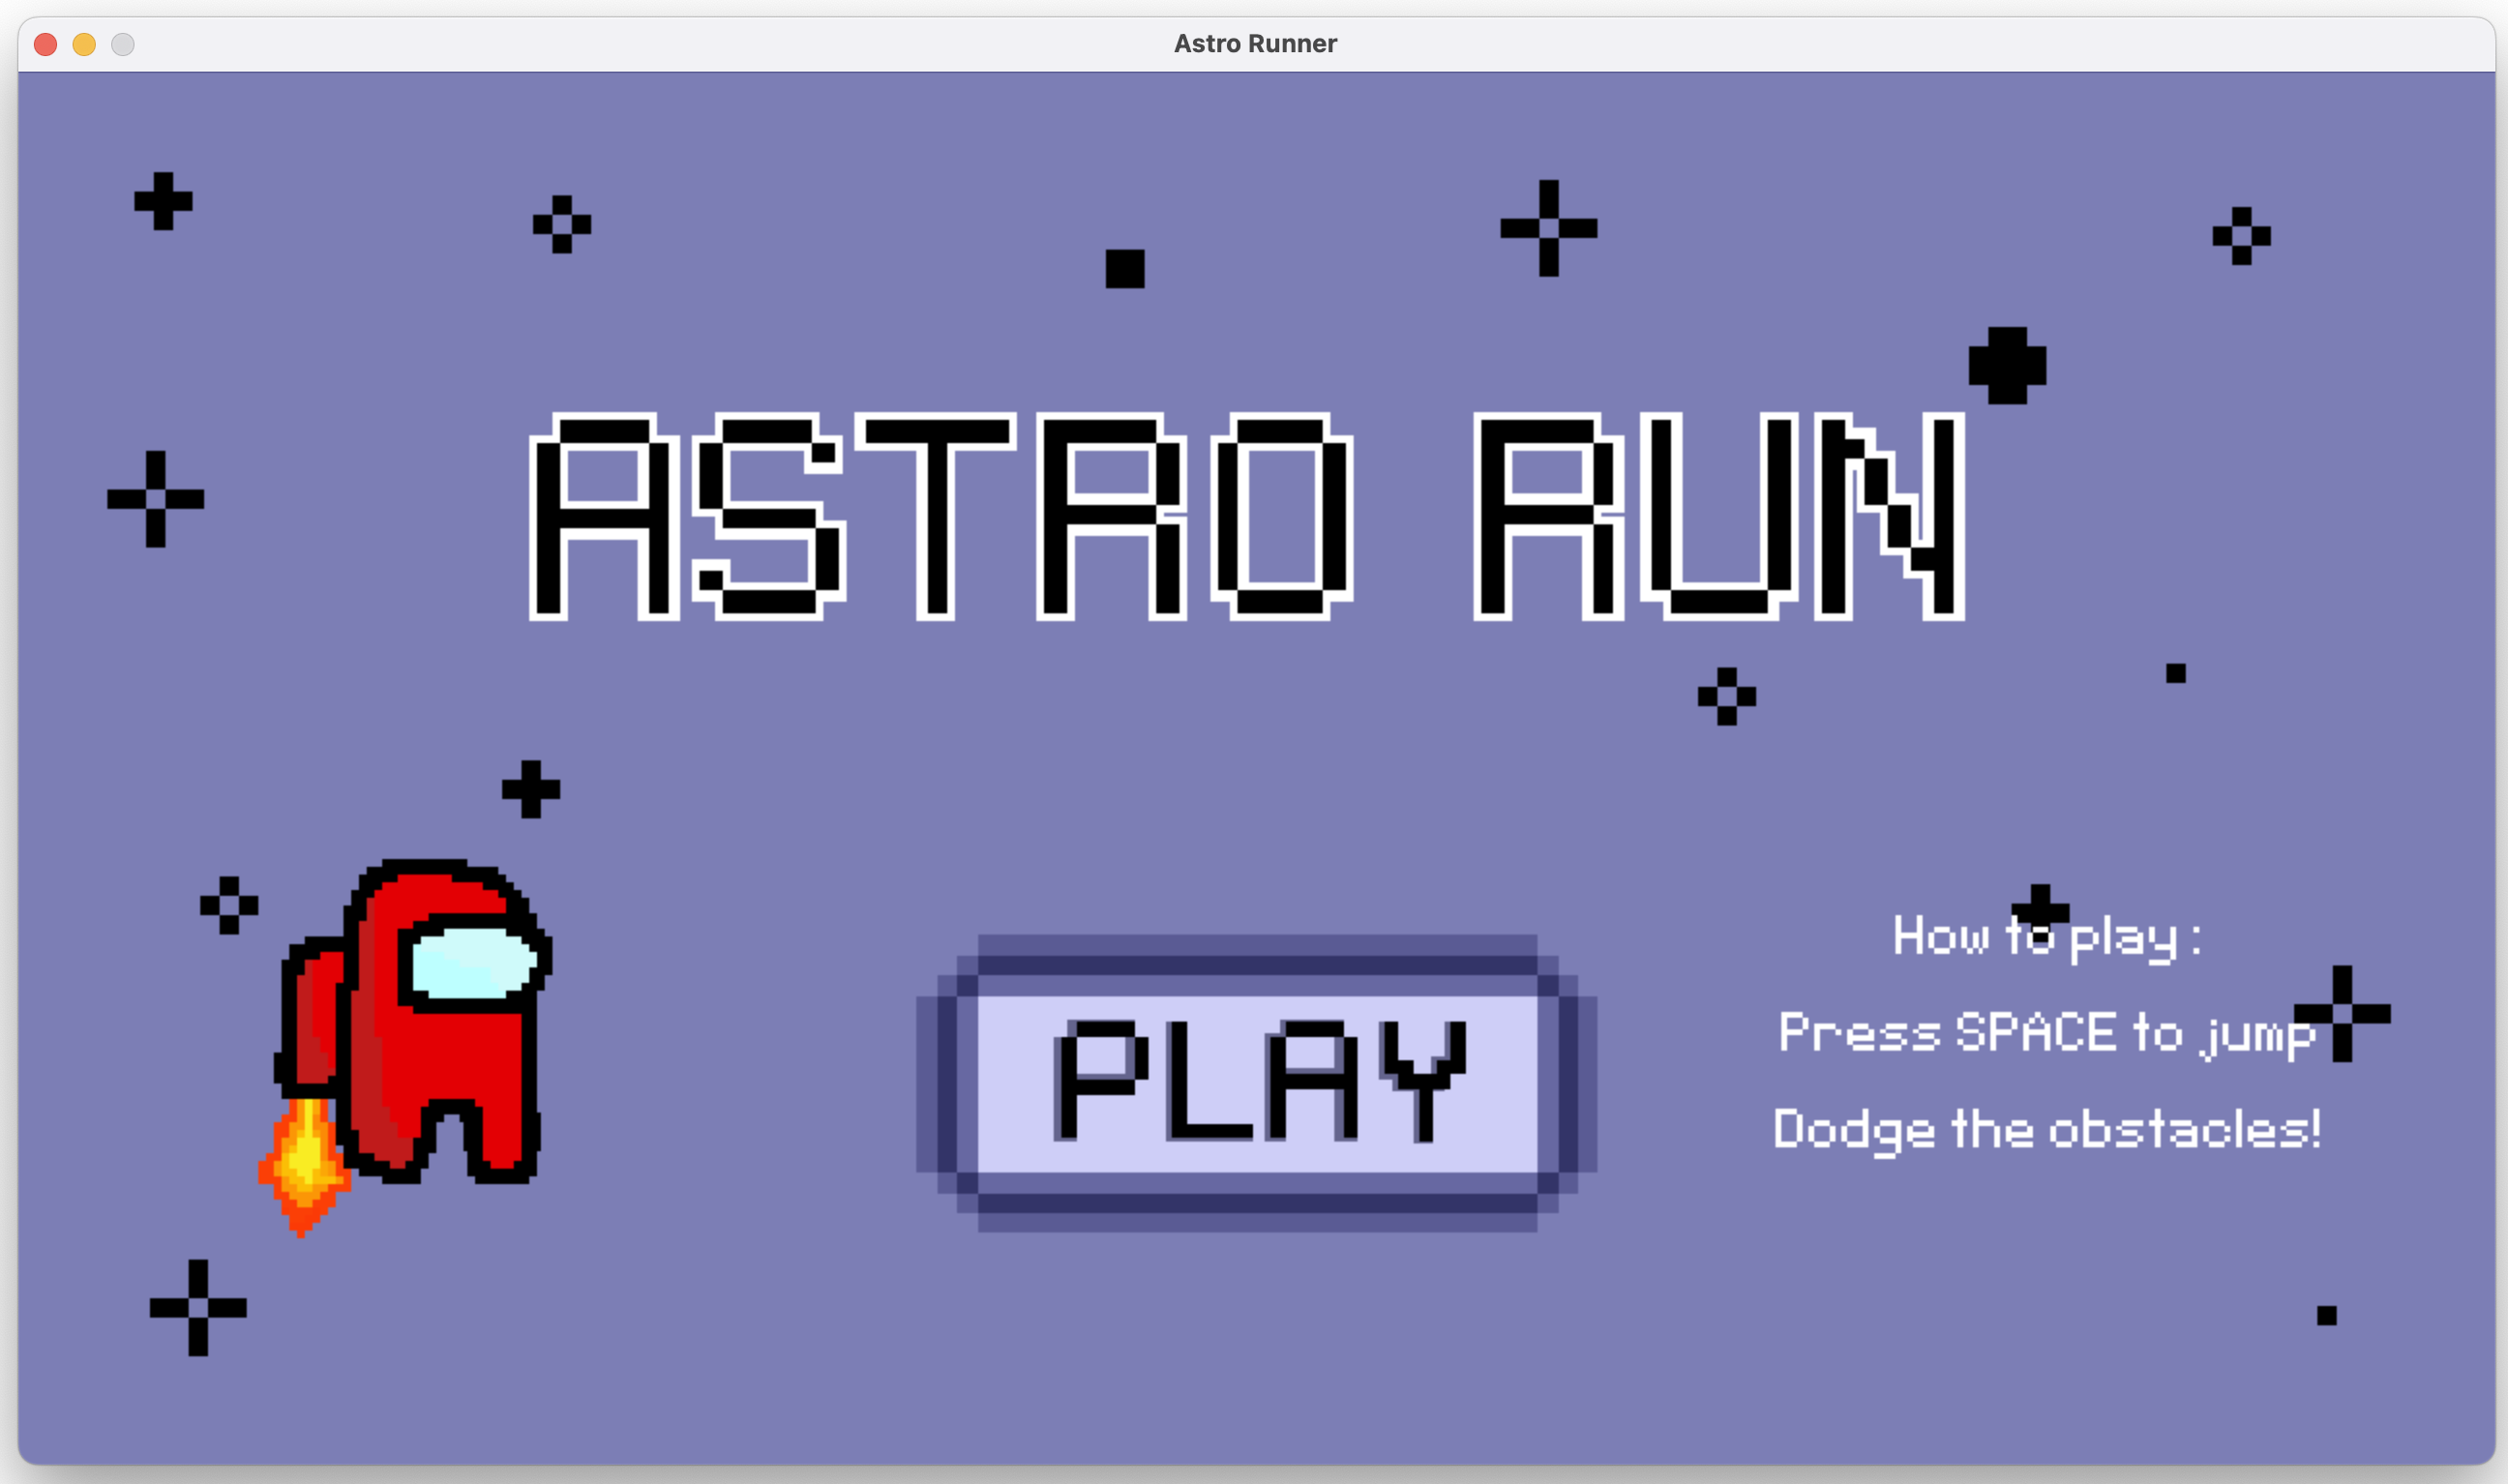 Astro Runner
ASTRO RUN
PLAY
How to play :
Press SPACE to jump
Dodge the obstacles!